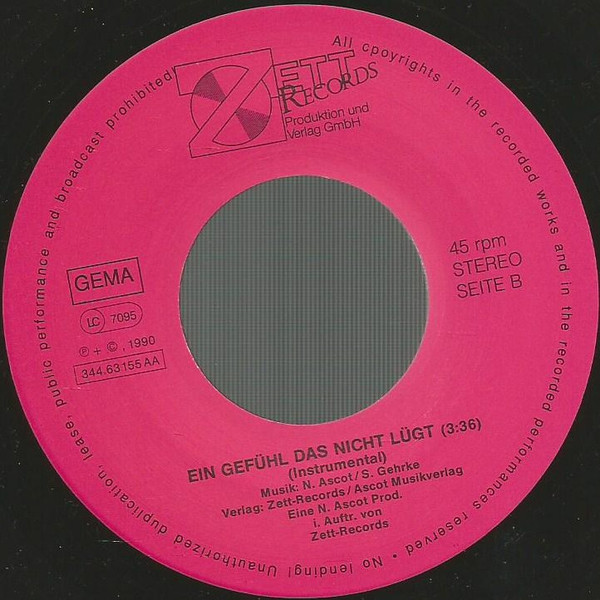 ZETT
RECORDS
Produktion und
Verlag GmbH
All cpoyrights in the recorded works and in the recorded performances reserved • No lending! Unauthorized duplication, lease, public performance and broadcast prohibited!
45 rpm
STEREO
SEITE B
GEMA
LC 7095
℗ + ©, 1990
344.63155 AA
EIN GEFÜHL DAS NICHT LÜGT (3:36)
(Instrumental)
Musik: N. Ascot / S. Gehrke
Verlag: Zett-Records / Ascot Musikverlag
Eine N. Ascot Prod.
i. Auftr. von
Zett-Records